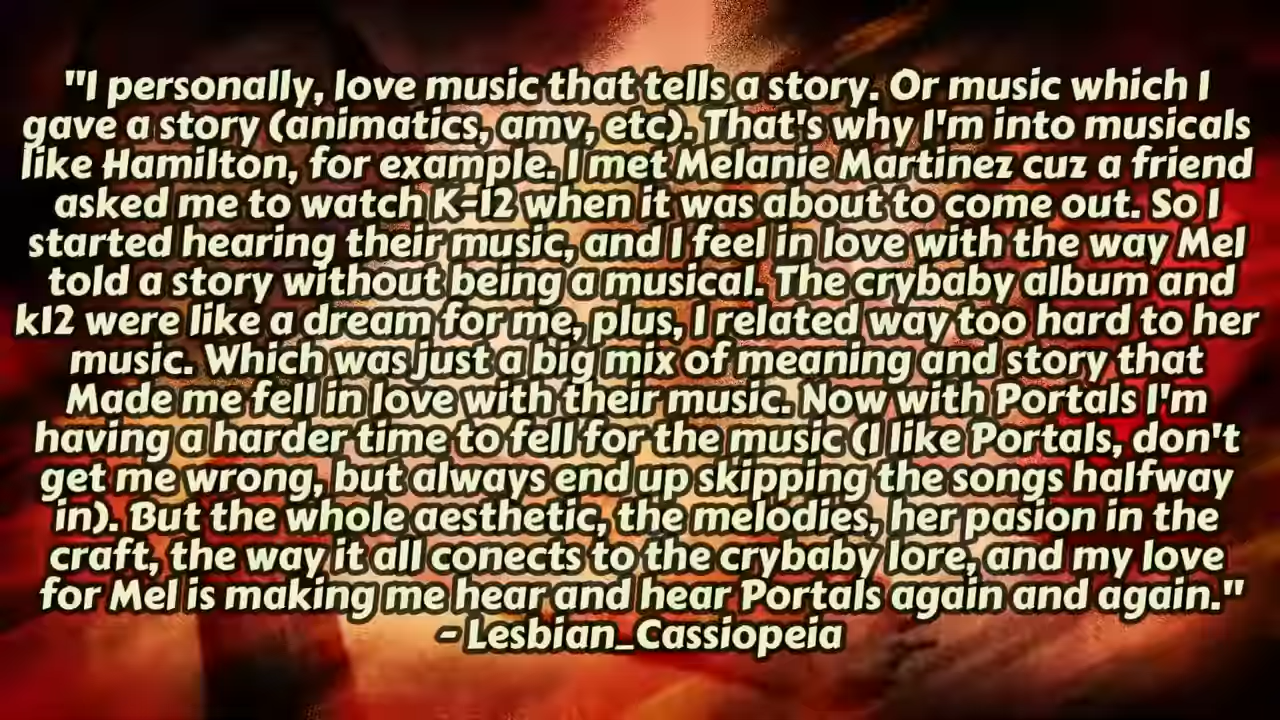 "I personally, love music that tells a story. Or music which I
gave a story (animatics, amv, etc). That's why I'm into musicals
like Hamilton, for example. I met Melanie Martinez cuz a friend
asked me to watch K-12 when it was about to come out. So I
started hearing their music, and I feel in love with the way Mel
told a story without being a musical. The crybaby album and
k12 were like a dream for me, plus, I related way too hard to her
music. Which was just a big mix of meaning and story that
Made me fell in love with their music. Now with Portals I'm
having a harder time to fell for the music (I like Portals, don't
get me wrong, but always end up skipping the songs halfway
in). But the whole aesthetic, the melodies, her pasion in the
craft, the way it all conects to the crybaby lore, and my love
for Mel is making me hear and hear Portals again and again."
- Lesbian_Cassiopeia